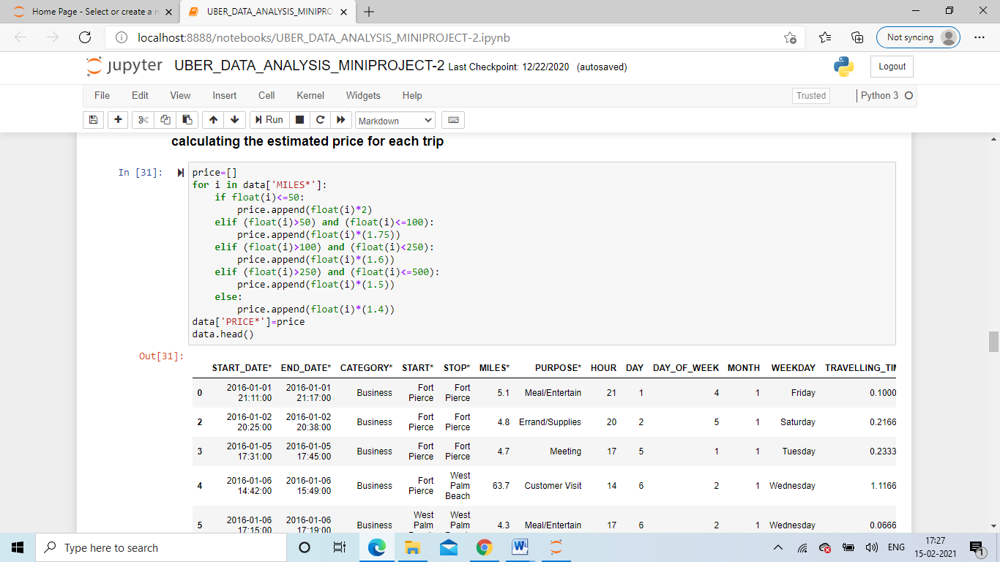 Home Page - Select or create a n
UBER_DATA_ANALYSIS_MINIPRO
localhost:8888/notebooks/UBER_DATA_ANALYSIS_MINIPROJECT-2.ipynb
Not syncing
jupyter UBER_DATA_ANALYSIS_MINIPROJECT-2 Last Checkpoint: 12/22/2020 (autosaved)
Logout
File Edit View Insert Cell Kernel Widgets Help
Trusted
Python 3
Run
Markdown
calculating the estimated price for each trip
In [31]:
price=[]
for i in data['MILES*']:
    if float(i)<=50:
        price.append(float(i)*2)
    elif (float(i)>50) and (float(i)<=100):
        price.append(float(i)*(1.75))
    elif (float(i)>100) and (float(i)<250):
        price.append(float(i)*(1.6))
    elif (float(i)>250) and (float(i)<=500):
        price.append(float(i)*(1.5))
    else:
        price.append(float(i)*(1.4))
data['PRICE*']=price
data.head()
Out[31]:
START_DATE* END_DATE* CATEGORY* START* STOP* MILES* PURPOSE* HOUR DAY DAY_OF_WEEK MONTH WEEKDAY TRAVELLING_TIM
0 2016-01-01 21:11:00 2016-01-01 21:17:00 Business Fort Pierce Fort Pierce 5.1 Meal/Entertain 21 1 4 1 Friday 0.1000
2 2016-01-02 20:25:00 2016-01-02 20:38:00 Business Fort Pierce Fort Pierce 4.8 Errand/Supplies 20 2 5 1 Saturday 0.2166
3 2016-01-05 17:31:00 2016-01-05 17:45:00 Business Fort Pierce Fort Pierce 4.7 Meeting 17 5 1 1 Tuesday 0.2333
4 2016-01-06 14:42:00 2016-01-06 15:49:00 Business Fort Pierce West Palm Beach 63.7 Customer Visit 14 6 2 1 Wednesday 1.1166
5 2016-01-06 17:15:00 2016-01-06 17:19:00 Business West Palm West Palm 4.3 Meal/Entertain 17 6 2 1 Wednesday 0.0666
Type here to search
ENG
17:27
15-02-2021
1